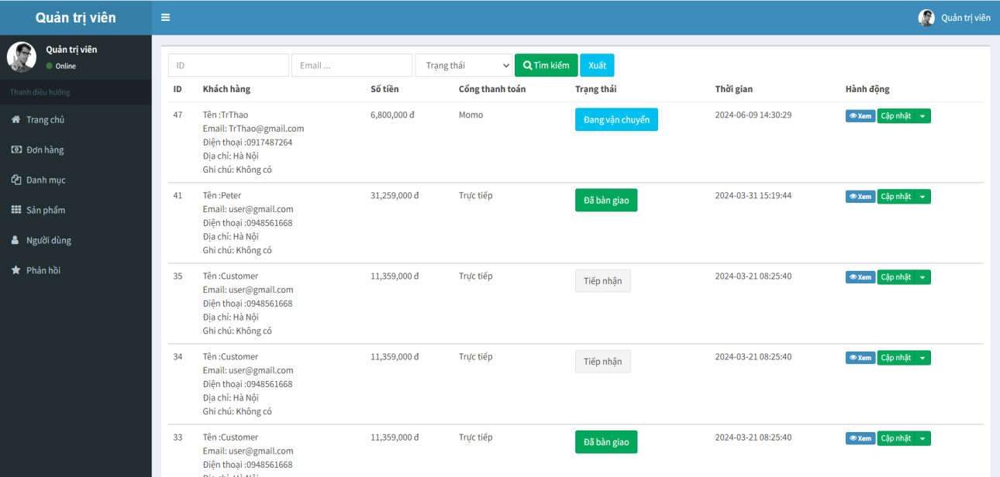 Quản trị viên
Quản trị viên
Quản trị viên
Online
Thanh điều hướng
Trang chủ
Đơn hàng
Danh mục
Sản phẩm
Người dùng
Phản hồi
ID Email ... Trạng thái Tìm kiếm Xuất
ID Khách hàng Số tiền Cổng thanh toán Trạng thái Thời gian Hành động
47 Tên :TrThao 6,800,000 đ Momo Đang vận chuyển 2024-06-09 14:30:29 Xem Cập nhật
Email: TrThao@gmail.com
Điện thoại :0917487264
Địa chỉ: Hà Nội
Ghi chú: Không có
41 Tên :Peter 31,259,000 đ Trực tiếp Đã bàn giao 2024-03-31 15:19:44 Xem Cập nhật
Email: user@gmail.com
Điện thoại :0948561668
Địa chỉ: Hà Nội
Ghi chú: Không có
35 Tên :Customer 11,359,000 đ Trực tiếp Tiếp nhận 2024-03-21 08:25:40 Xem Cập nhật
Email: user@gmail.com
Điện thoại :0948561668
Địa chỉ: Hà Nội
Ghi chú: Không có
34 Tên :Customer 11,359,000 đ Trực tiếp Tiếp nhận 2024-03-21 08:25:40 Xem Cập nhật
Email: user@gmail.com
Điện thoại :0948561668
Địa chỉ: Hà Nội
Ghi chú: Không có
33 Tên :Customer 11,359,000 đ Trực tiếp Đã bàn giao 2024-03-21 08:25:40 Xem Cập nhật
Email: user@gmail.com
Điện thoại :0948561668
Địa chỉ: Hà Nội